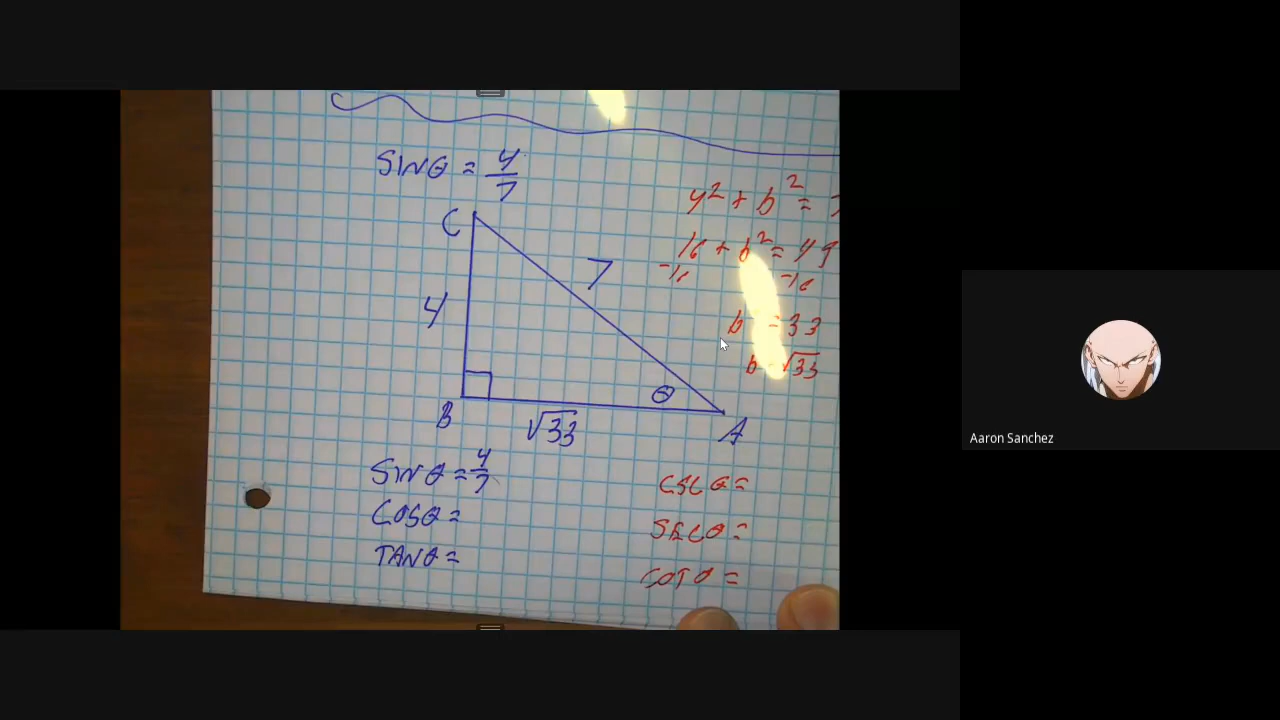 SINθ = 4/7
4² + b² = 7
16 + b² = 49
-16 -16
b = 33
b = √33
C
7
4
θ
B
√33
A
SINθ = 4/7
COSθ =
TANθ =
CSCθ =
SECθ =
COTθ =
Aaron Sanchez